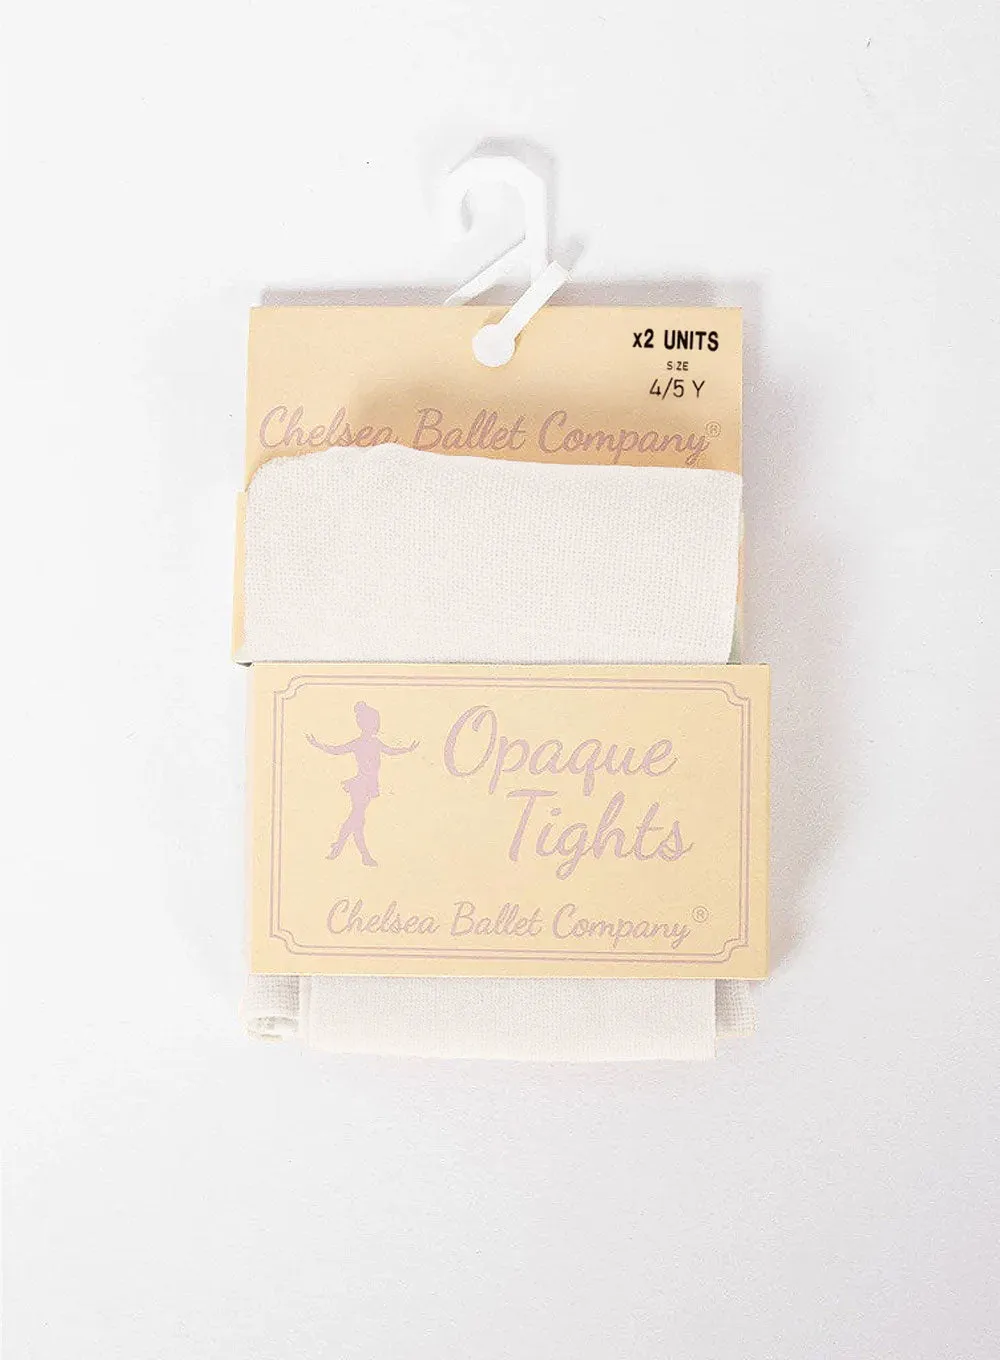 x2 UNITS
SIZE
4/5 Y
Chelsea Ballet Company®
Opaque
Tights
Chelsea Ballet Company®